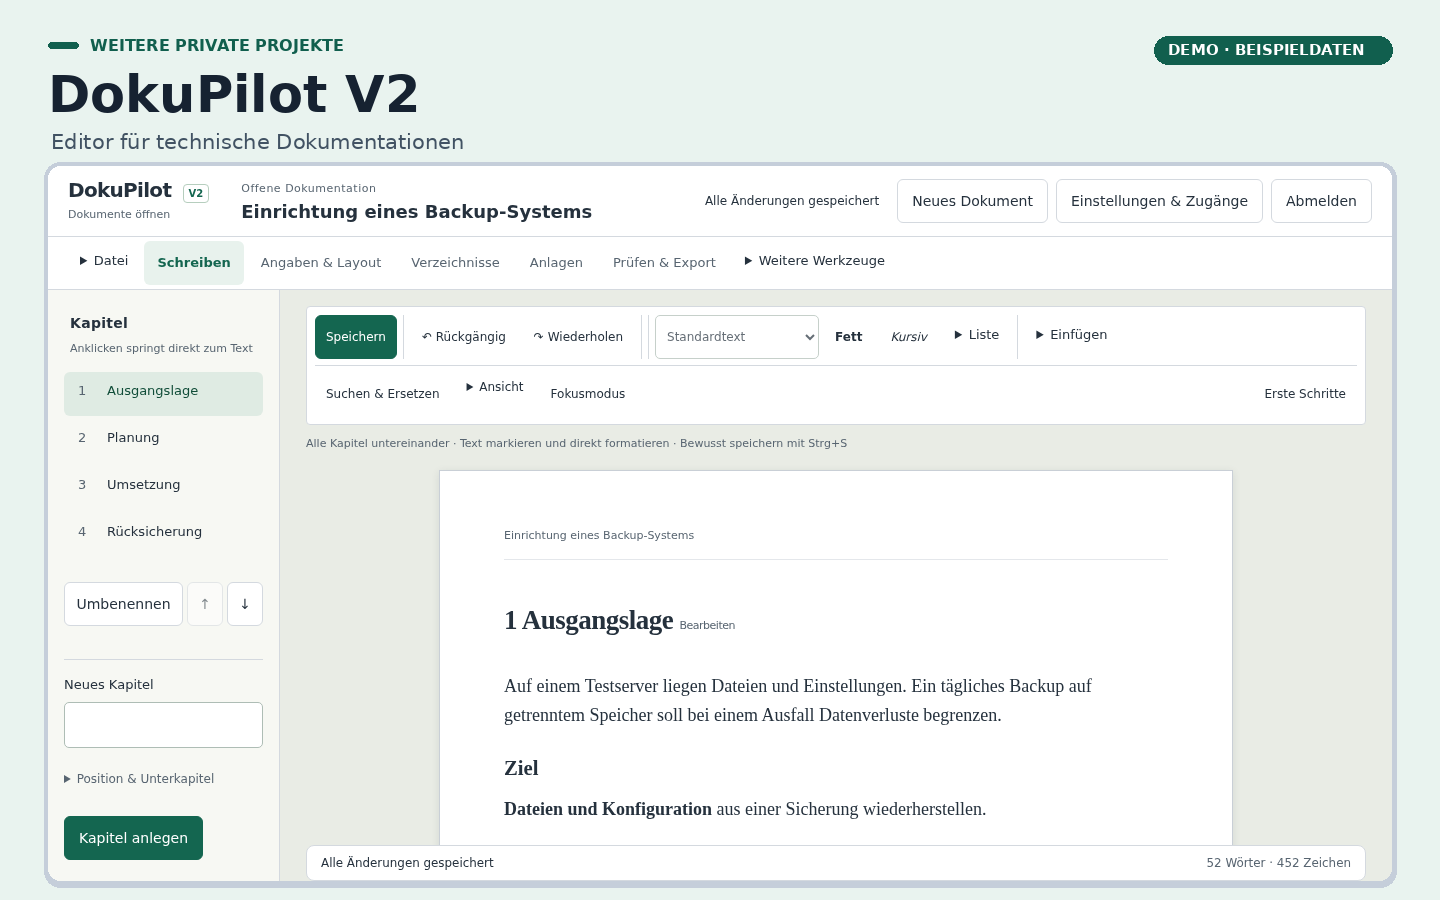 WEITERE PRIVATE PROJEKTE
DEMO · BEISPIELDATEN
DokuPilot V2
Editor für technische Dokumentationen
DokuPilot V2
Dokumente öffnen
Offene Dokumentation
Einrichtung eines Backup-Systems
Alle Änderungen gespeichert
Neues Dokument
Einstellungen & Zugänge
Abmelden
▶ Datei
Schreiben
Angaben & Layout
Verzeichnisse
Anlagen
Prüfen & Export
▶ Weitere Werkzeuge
Kapitel
Anklicken springt direkt zum Text
1 Ausgangslage
2 Planung
3 Umsetzung
4 Rücksicherung
Umbenennen
↑
↓
Neues Kapitel
▶ Position & Unterkapitel
Kapitel anlegen
Speichern
↶ Rückgängig
↷ Wiederholen
Standardtext
Fett
Kursiv
▶ Liste
▶ Einfügen
Suchen & Ersetzen
▶ Ansicht
Fokusmodus
Erste Schritte
Alle Kapitel untereinander · Text markieren und direkt formatieren · Bewusst speichern mit Strg+S
Einrichtung eines Backup-Systems
1 Ausgangslage Bearbeiten
Auf einem Testserver liegen Dateien und Einstellungen. Ein tägliches Backup auf
getrenntem Speicher soll bei einem Ausfall Datenverluste begrenzen.
Ziel
Dateien und Konfiguration aus einer Sicherung wiederherstellen.
Alle Änderungen gespeichert
52 Wörter · 452 Zeichen